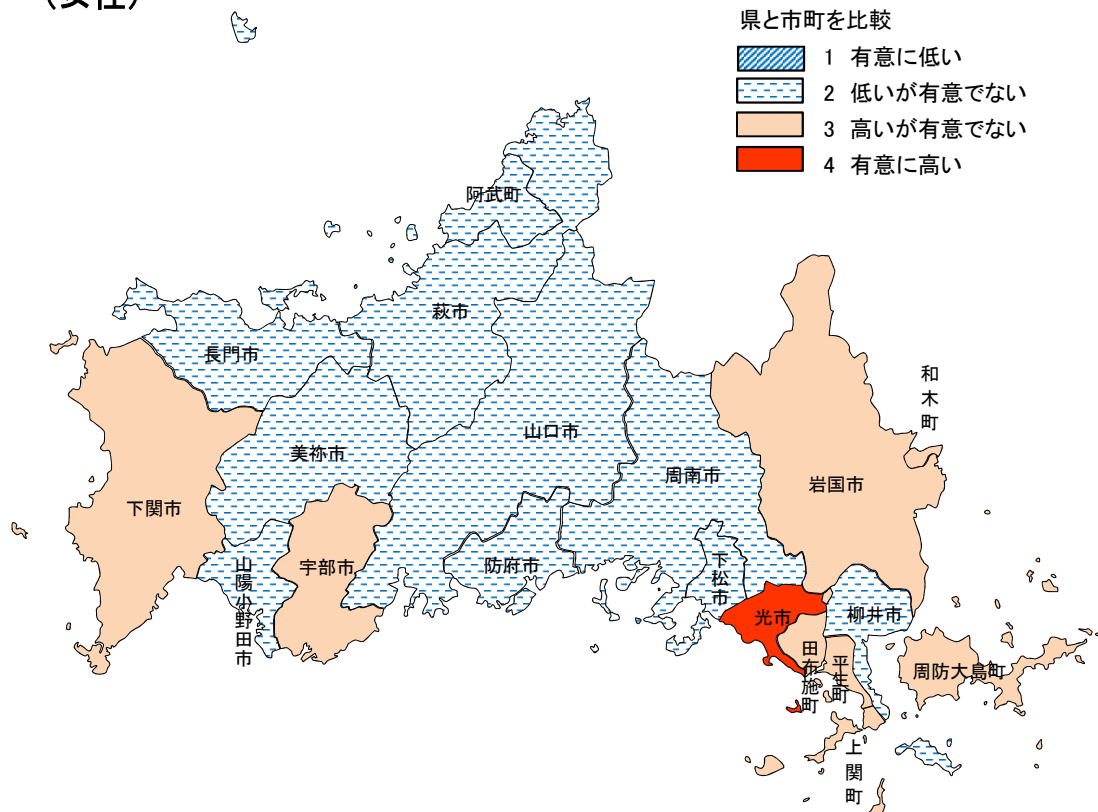 (女性)
県と市町を比較
1 有意に低い
2 低いが有意でない
3 高いが有意でない
4 有意に高い
阿武町
萩市
長門市
和木町
山口市
美祢市
周南市
岩国市
下関市
宇部市
防府市
下松市
山陽小野田市
光市
柳井市
田布施町
平生町
周防大島町
上関町